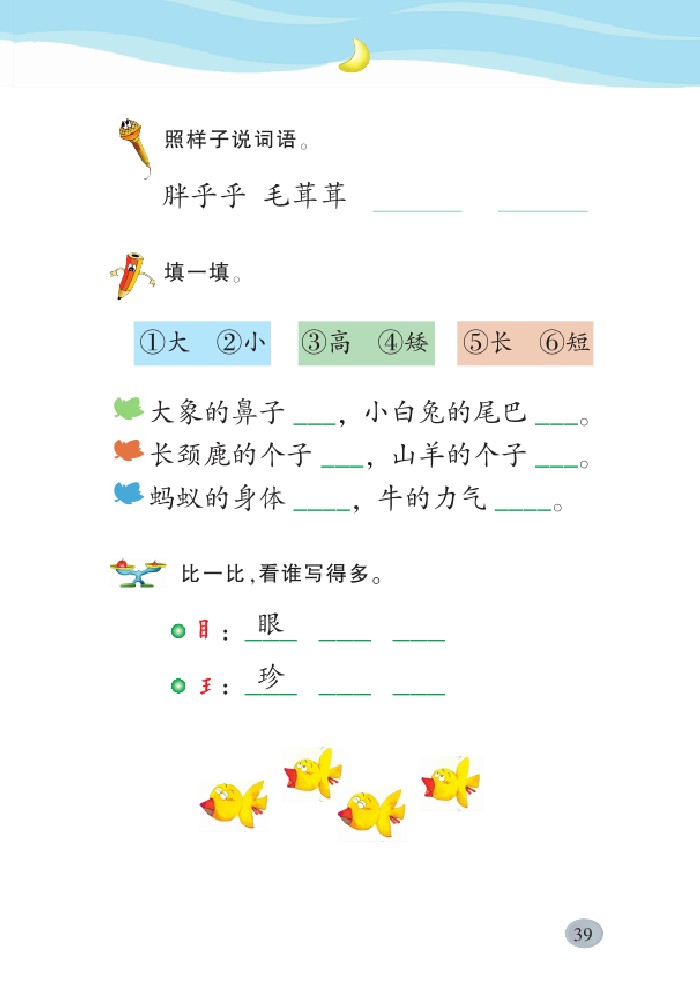 照样子说词语。
胖乎乎 毛茸茸 ______ ______
填一填。
①大 ②小 ③高 ④矮 ⑤长 ⑥短
大象的鼻子 ___，小白兔的尾巴 ___。
长颈鹿的个子 ___，山羊的个子 ___。
蚂蚁的身体 ____，牛的力气 ____。
比一比，看谁写得多。
目：眼 ___ ___
王：珍 ___ ___
39